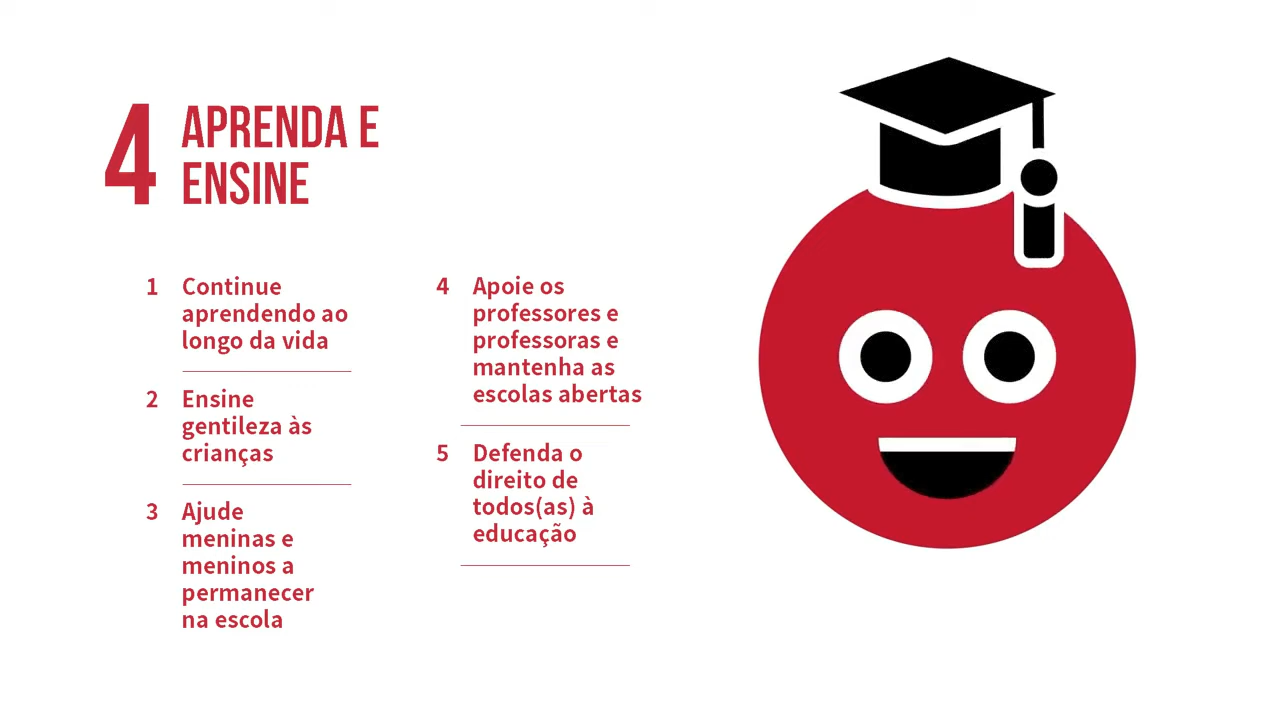 4
APRENDA E
ENSINE
1 Continue
aprendendo ao
longo da vida
2 Ensine
gentileza às
crianças
3 Ajude
meninas e
meninos a
permanecer
na escola
4 Apoie os
professores e
professoras e
mantenha as
escolas abertas
5 Defenda o
direito de
todos(as) à
educação